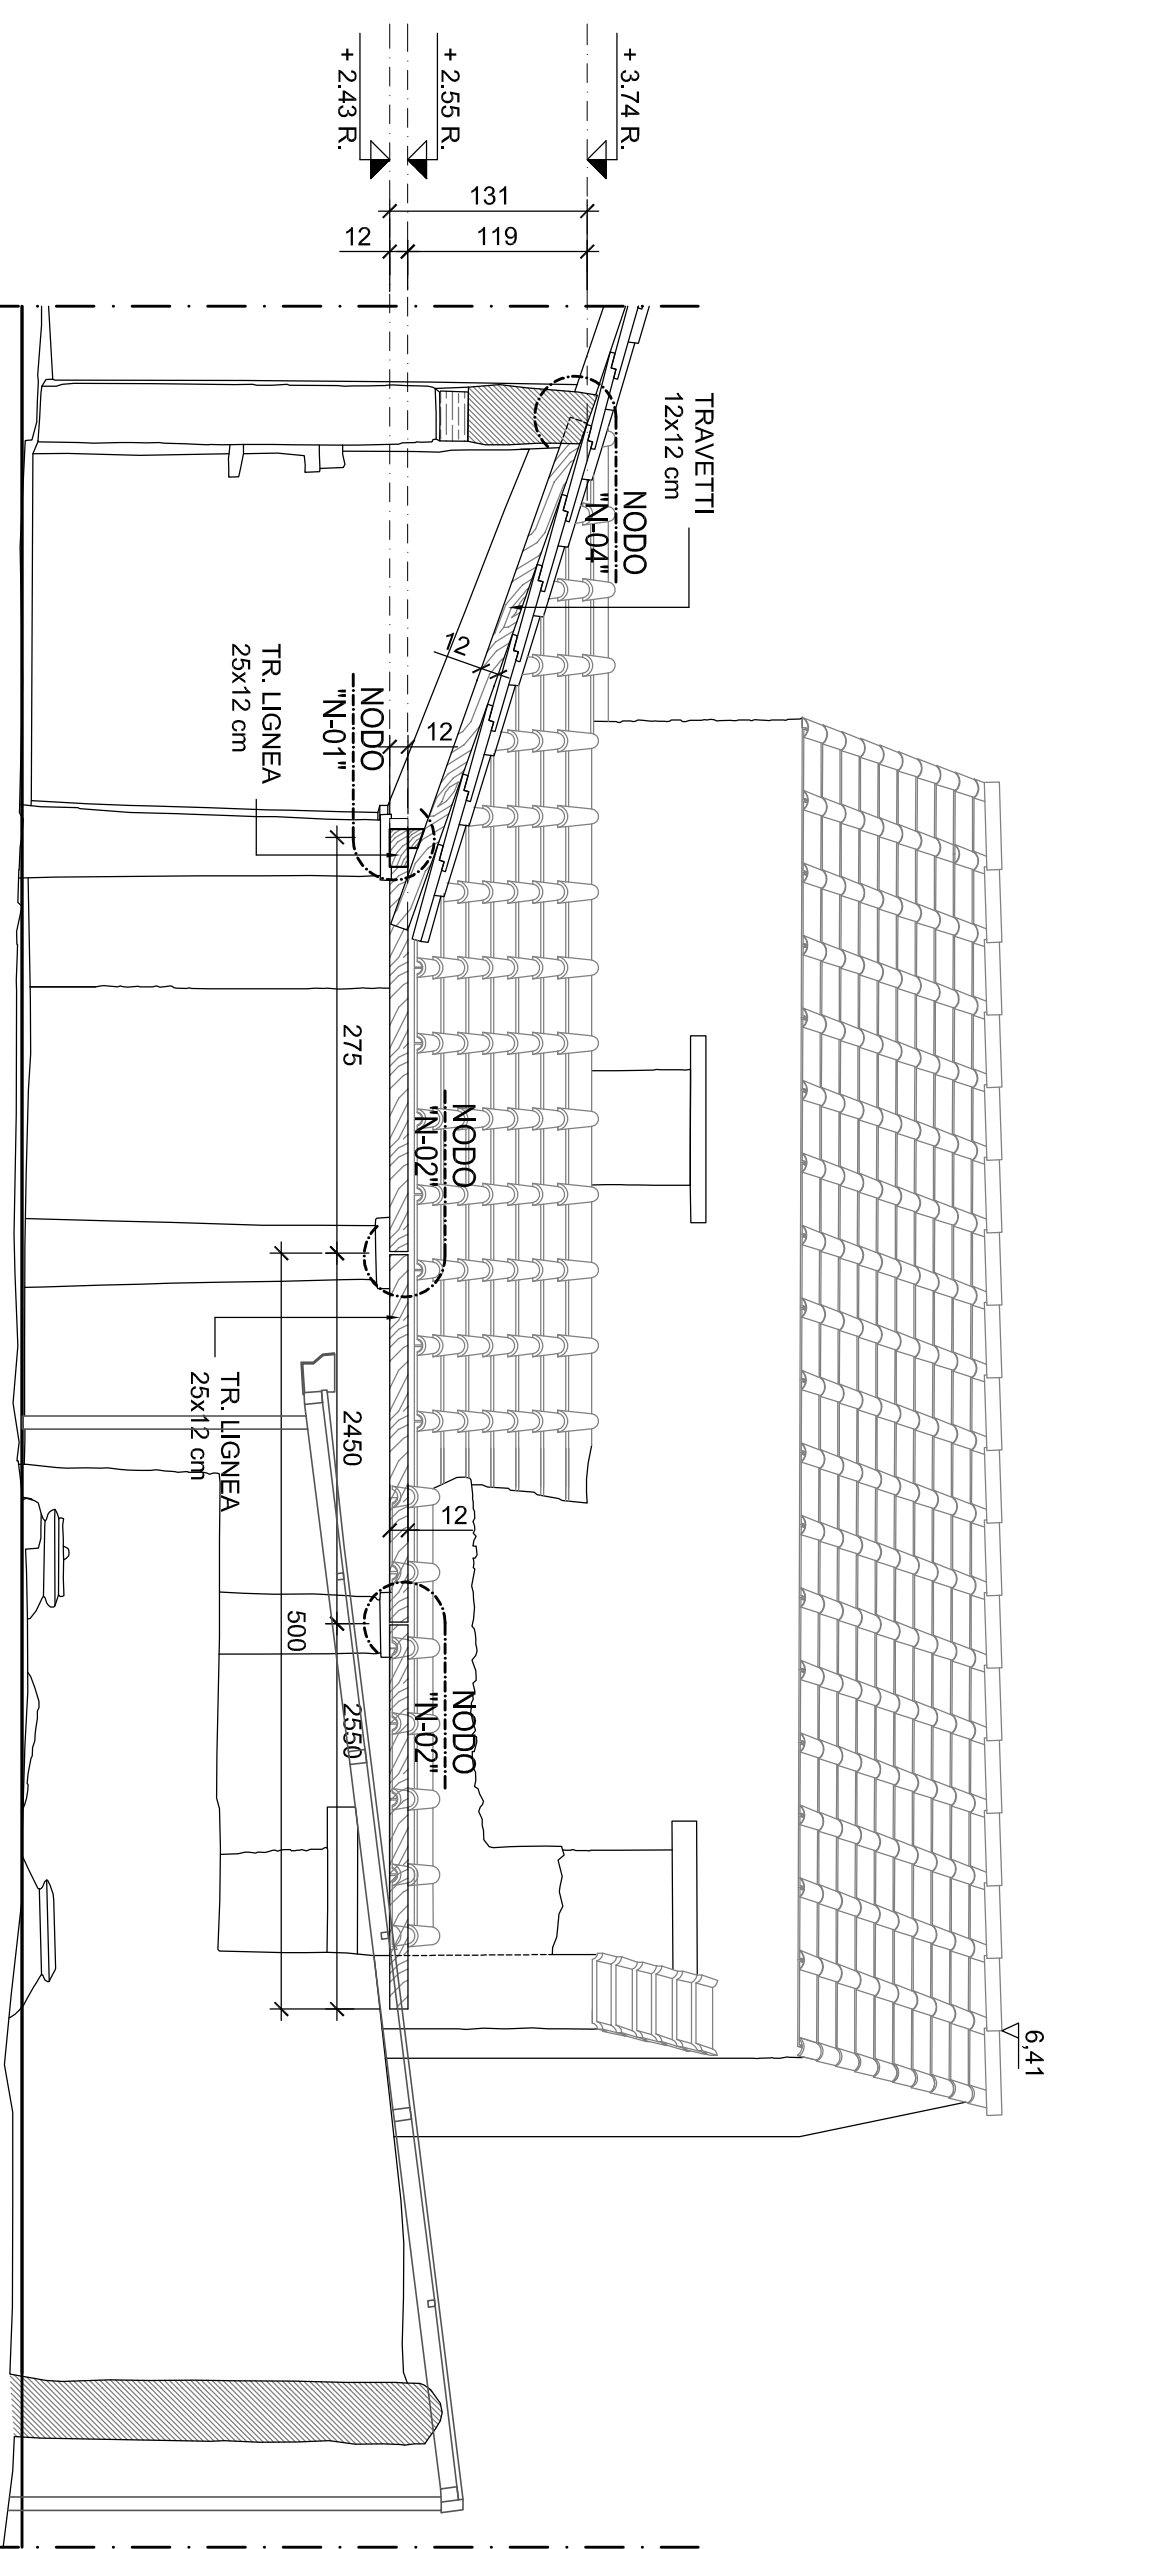 + 3.74 R.
+ 2.55 R.
+ 2.43 R.
131
119
12
TRAVETTI
12x12 cm
NODO
"N-04"
12
12
NODO
"N-01"
TR. LIGNEA
25x12 cm
275
NODO
"N-02"
TR. LIGNEA
25x12 cm
2450
12
500
2550
NODO
"N-02"
6,41